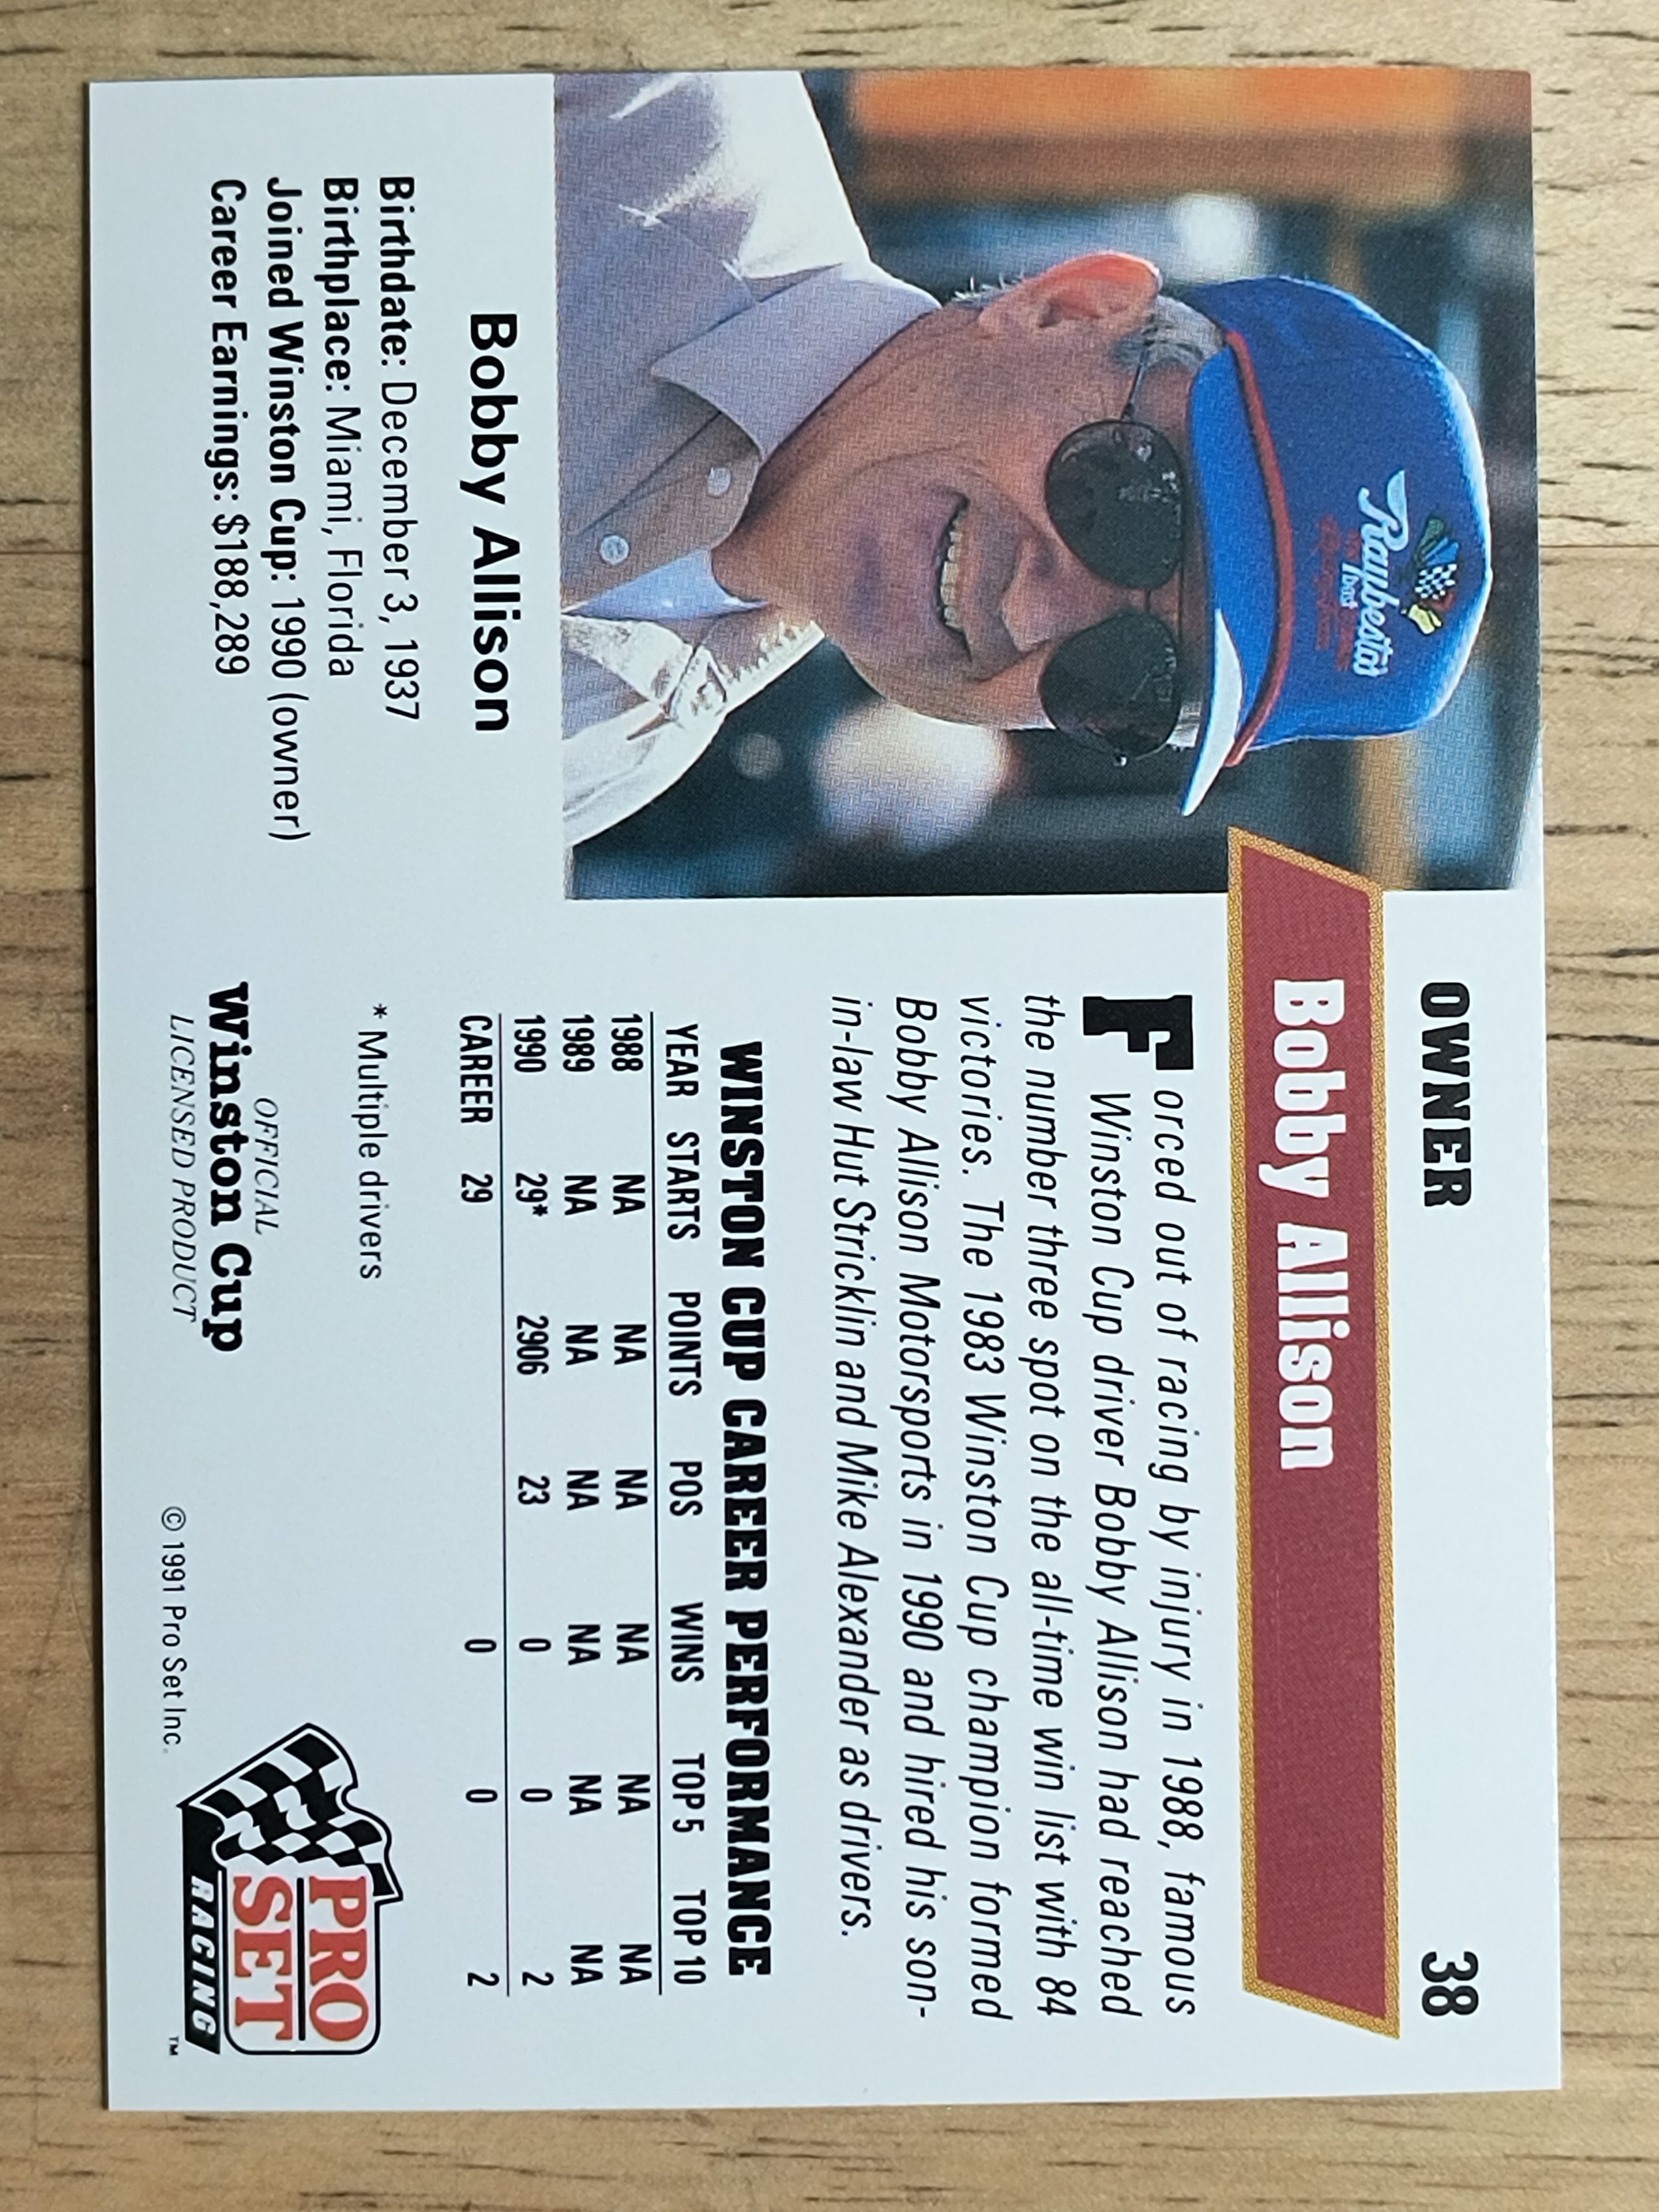 OWNER 38
Bobby Allison
Forced out of racing by injury in 1988, famous
Winston Cup driver Bobby Allison had reached
the number three spot on the all-time win list with 84
victories. The 1983 Winston Cup champion formed
Bobby Allison Motorsports in 1990 and hired his son-
in-law Hut Stricklin and Mike Alexander as drivers.
WINSTON CUP CAREER PERFORMANCE
YEAR STARTS POINTS POS WINS TOP 5 TOP 10
1988 NA NA NA NA NA NA
1989 NA NA NA NA NA NA
1990 29* 2906 23 0 0 2
CAREER 29 0 0 2
* Multiple drivers
Raybestos
Bobby Allison
Birthdate: December 3, 1937
Birthplace: Miami, Florida
Joined Winston Cup: 1990 (owner)
Career Earnings: $188,289
OFFICIAL
Winston Cup
LICENSED PRODUCT
© 1991 Pro Set Inc.
PRO
SET
RACING
™